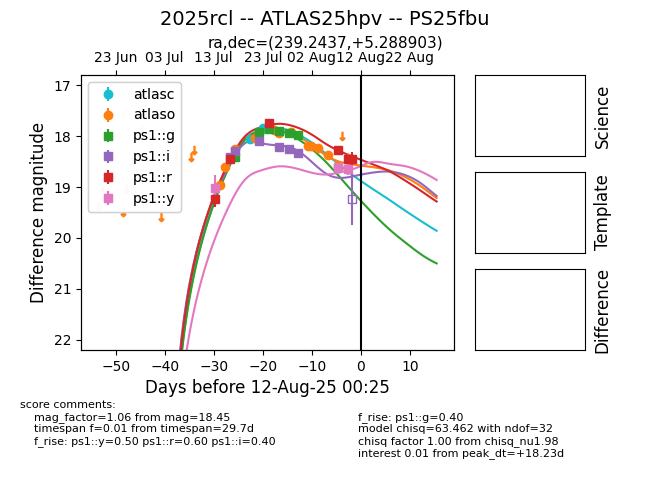 2025rcl -- ATLAS25hpv -- PS25fbu
ra,dec=(239.2437,+5.288903)
23 Jun 03 Jul 13 Jul 23 Jul 02 Aug 12 Aug 22 Aug
17
18
19
20
21
22
Difference magnitude
atlasc
atlaso
ps1::g
ps1::i
ps1::r
ps1::y
−50 −40 −30 −20 −10 0 10
Days before 12-Aug-25 00:25
Science
Template
Difference
score comments:
mag_factor=1.06 from mag=18.45
timespan f=0.01 from timespan=29.7d
f_rise: ps1::y=0.50 ps1::r=0.60 ps1::i=0.40
f_rise: ps1::g=0.40
model chisq=63.462 with ndof=32
chisq factor 1.00 from chisq_nu1.98
interest 0.01 from peak_dt=+18.23d